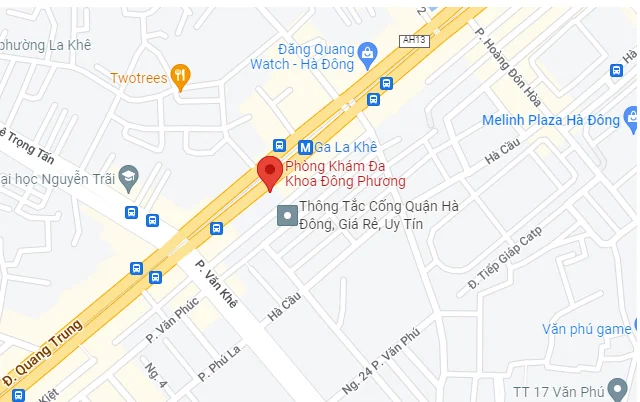 AH13
phường La Khê
Đăng Quang
Watch - Hà Đông
P. Hoàng Đôn Hòa
Twotrees
Melinh Plaza Hà Đông
Ga La Khê
Hà Cầu
ê Trọng Tấn
Phòng Khám Đa
Khoa Đông Phương
ại học Nguyễn Trãi
Thông Tắc Cống Quận Hà
Đông, Giá Rẻ, Uy Tín
Đ. Tiếp Giáp Catp
P. Văn Khê
P. Văn Phúc
Hà Cầu
Văn phú game
Đ. Quang Trung
P. Phú La
Ng. 4
Ng. 24 P. Văn Phú
Kiệt
TT 17 Văn Phú